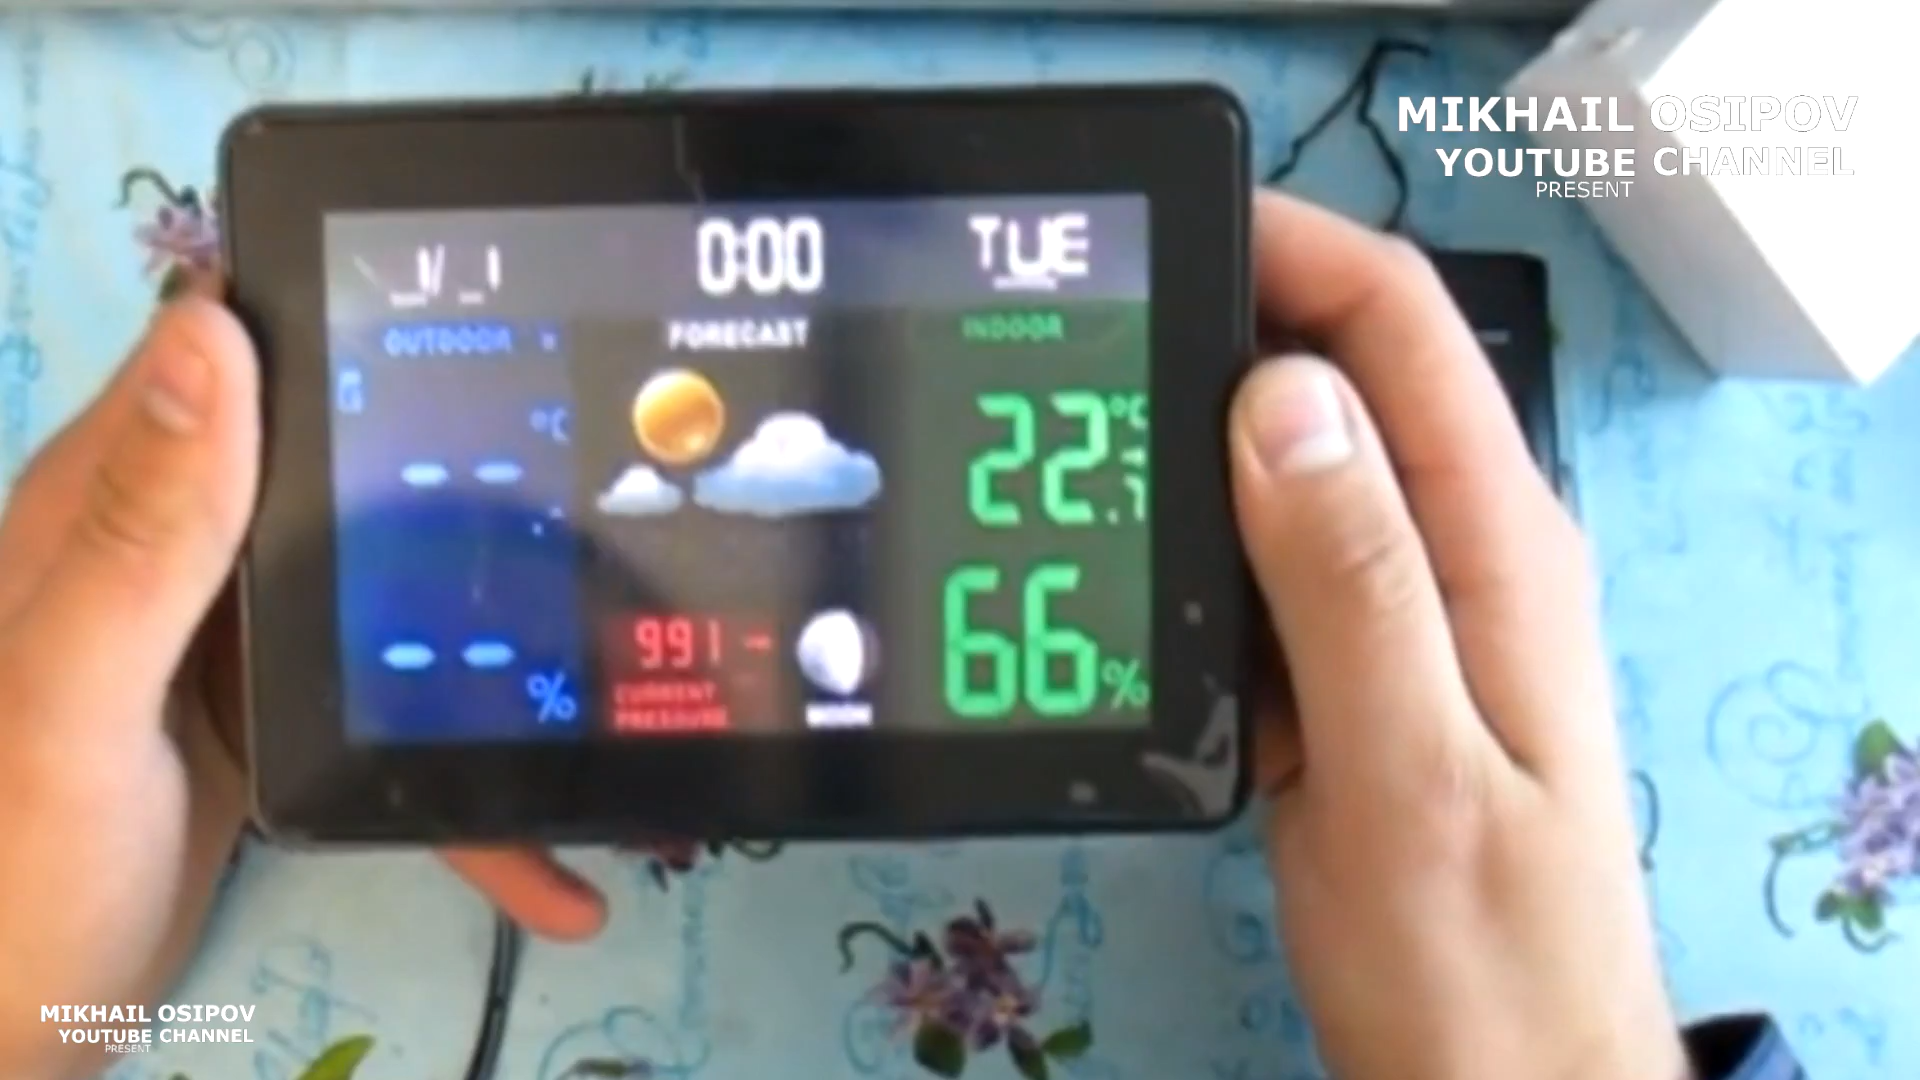 MIKHAIL OSIPOV
YOUTUBE CHANNEL
PRESENT
0:00
TUE
OUTDOOR
FORECAST
INDOOR
°C
22 °C
-- %
991
CURRENT
PRESSURE
MOON
66%
MIKHAIL OSIPOV
YOUTUBE CHANNEL
PRESENT